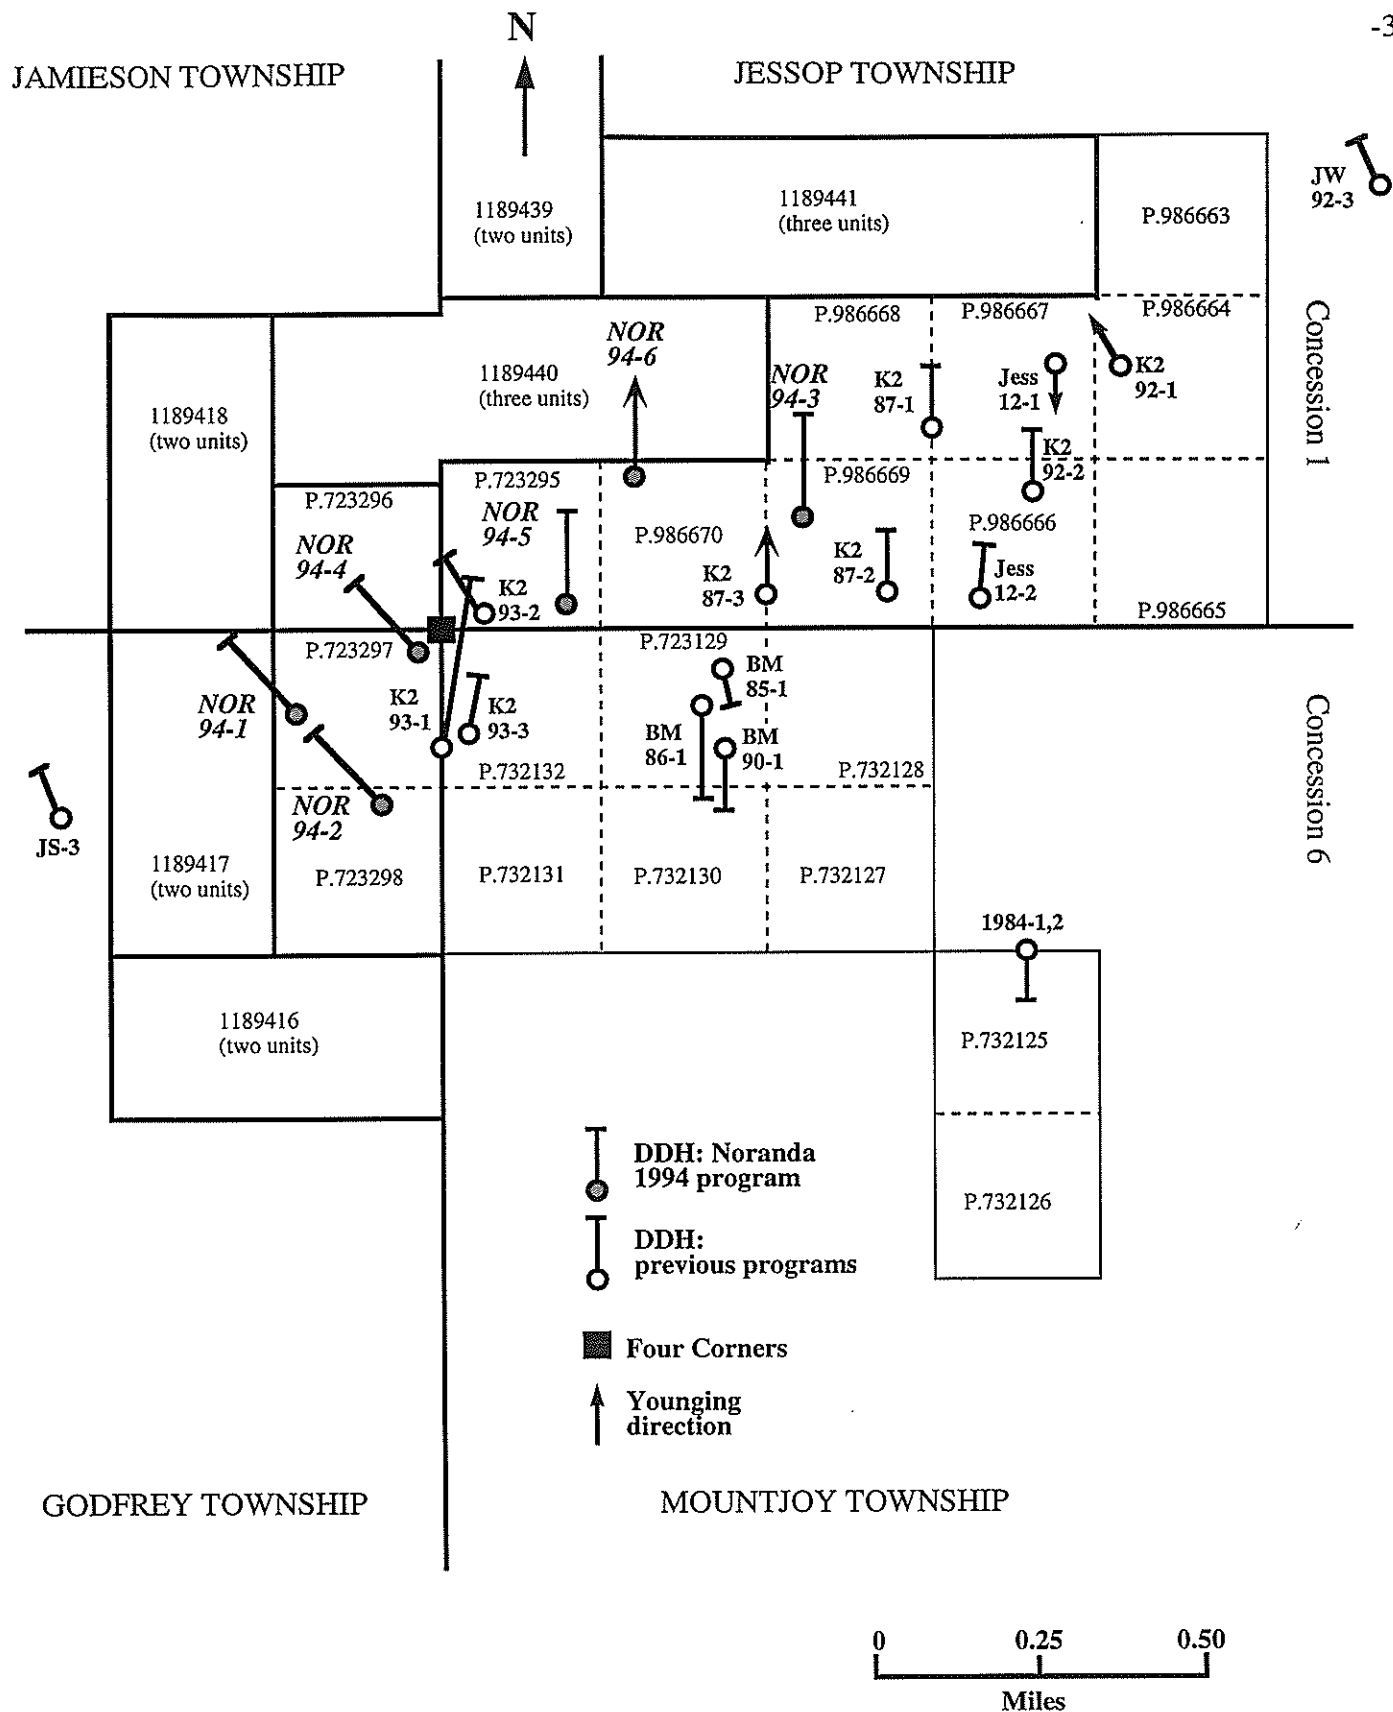 -3
N
JAMIESON TOWNSHIP
JESSOP TOWNSHIP
JW
92-3
1189439
(two units)
1189441
(three units)
P.986663
P.986668
P.986667
P.986664
Concession 1
NOR
94-6
1189440
(three units)
NOR
94-3
K2
87-1
Jess
12-1
K2
92-1
1189418
(two units)
K2
92-2
P.723295
P.986669
P.723296
NOR
94-5
P.986670
P.986666
NOR
94-4
K2
93-2
K2
87-3
K2
87-2
Jess
12-2
P.986665
P.723297
P.723129
BM
85-1
NOR
94-1
K2
93-1
K2
93-3
BM
86-1
BM
90-1
Concession 6
P.732132
P.732128
NOR
94-2
JS-3
1189417
(two units)
P.723298
P.732131
P.732130
P.732127
1984-1,2
1189416
(two units)
P.732125
DDH: Noranda
1994 program
P.732126
DDH:
previous programs
Four Corners
Younging
direction
GODFREY TOWNSHIP
MOUNTJOY TOWNSHIP
0 0.25 0.50
Miles